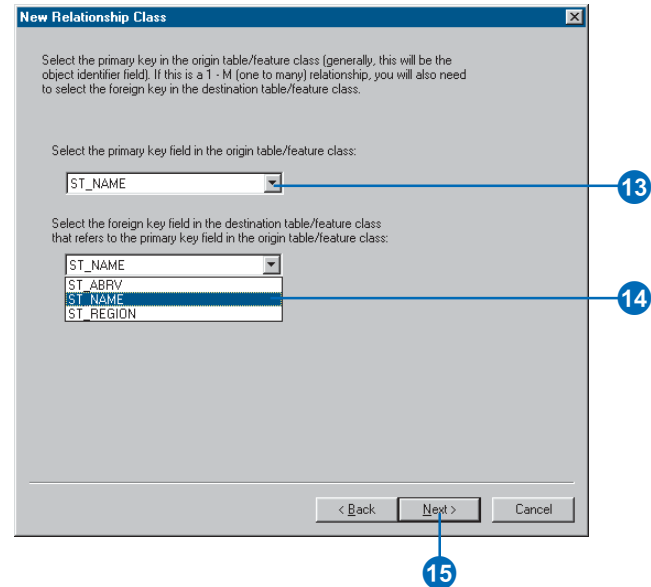 New Relationship Class
Select the primary key in the origin table/feature class (generally, this will be the
object identifier field). If this is a 1 - M (one to many) relationship, you will also need
to select the foreign key in the destination table/feature class.
Select the primary key field in the origin table/feature class:
ST_NAME
13
Select the foreign key field in the destination table/feature class
that refers to the primary key field in the origin table/feature class:
ST_NAME
ST_ABRV
ST_NAME
14
ST_REGION
< Back
Next >
Cancel
15